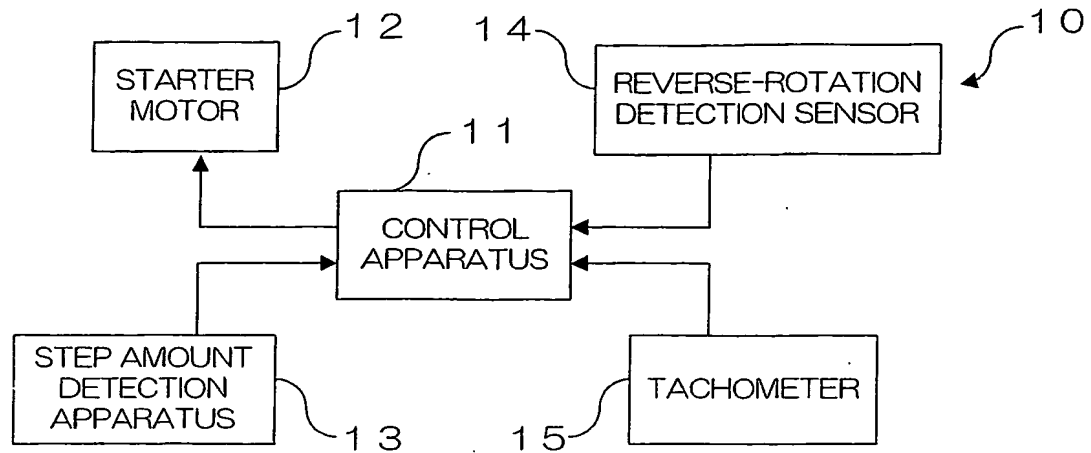 12
14
10
STARTER
MOTOR
REVERSE-ROTATION
DETECTION SENSOR
11
CONTROL
APPARATUS
STEP AMOUNT
DETECTION
APPARATUS
TACHOMETER
13
15